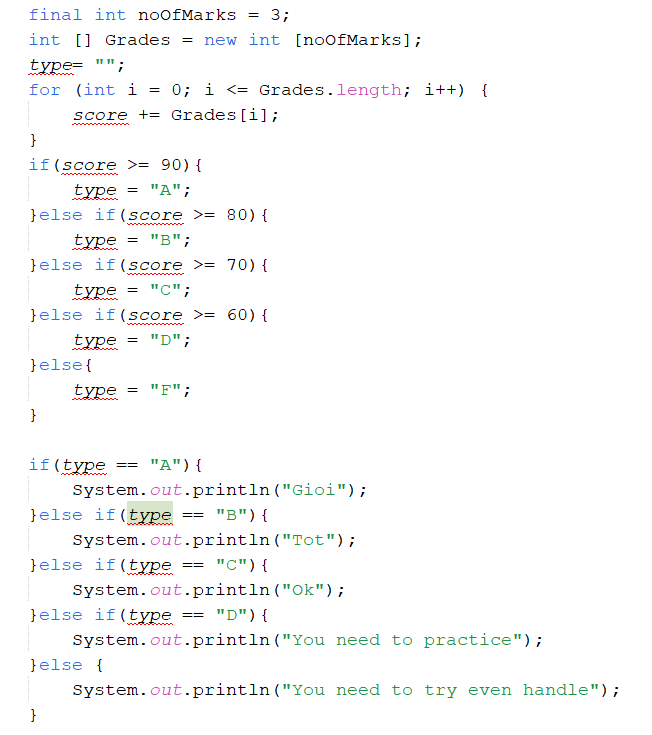 final int noOfMarks = 3;
int [] Grades = new int [noOfMarks];
type= "";
for (int i = 0; i <= Grades.length; i++) {
    score += Grades[i];
}
if(score >= 90){
    type = "A";
}else if(score >= 80){
    type = "B";
}else if(score >= 70){
    type = "C";
}else if(score >= 60){
    type = "D";
}else{
    type = "F";
}

if(type == "A"){
    System.out.println("Gioi");
}else if(type == "B"){
    System.out.println("Tot");
}else if(type == "C"){
    System.out.println("Ok");
}else if(type == "D"){
    System.out.println("You need to practice");
}else {
    System.out.println("You need to try even handle");
}